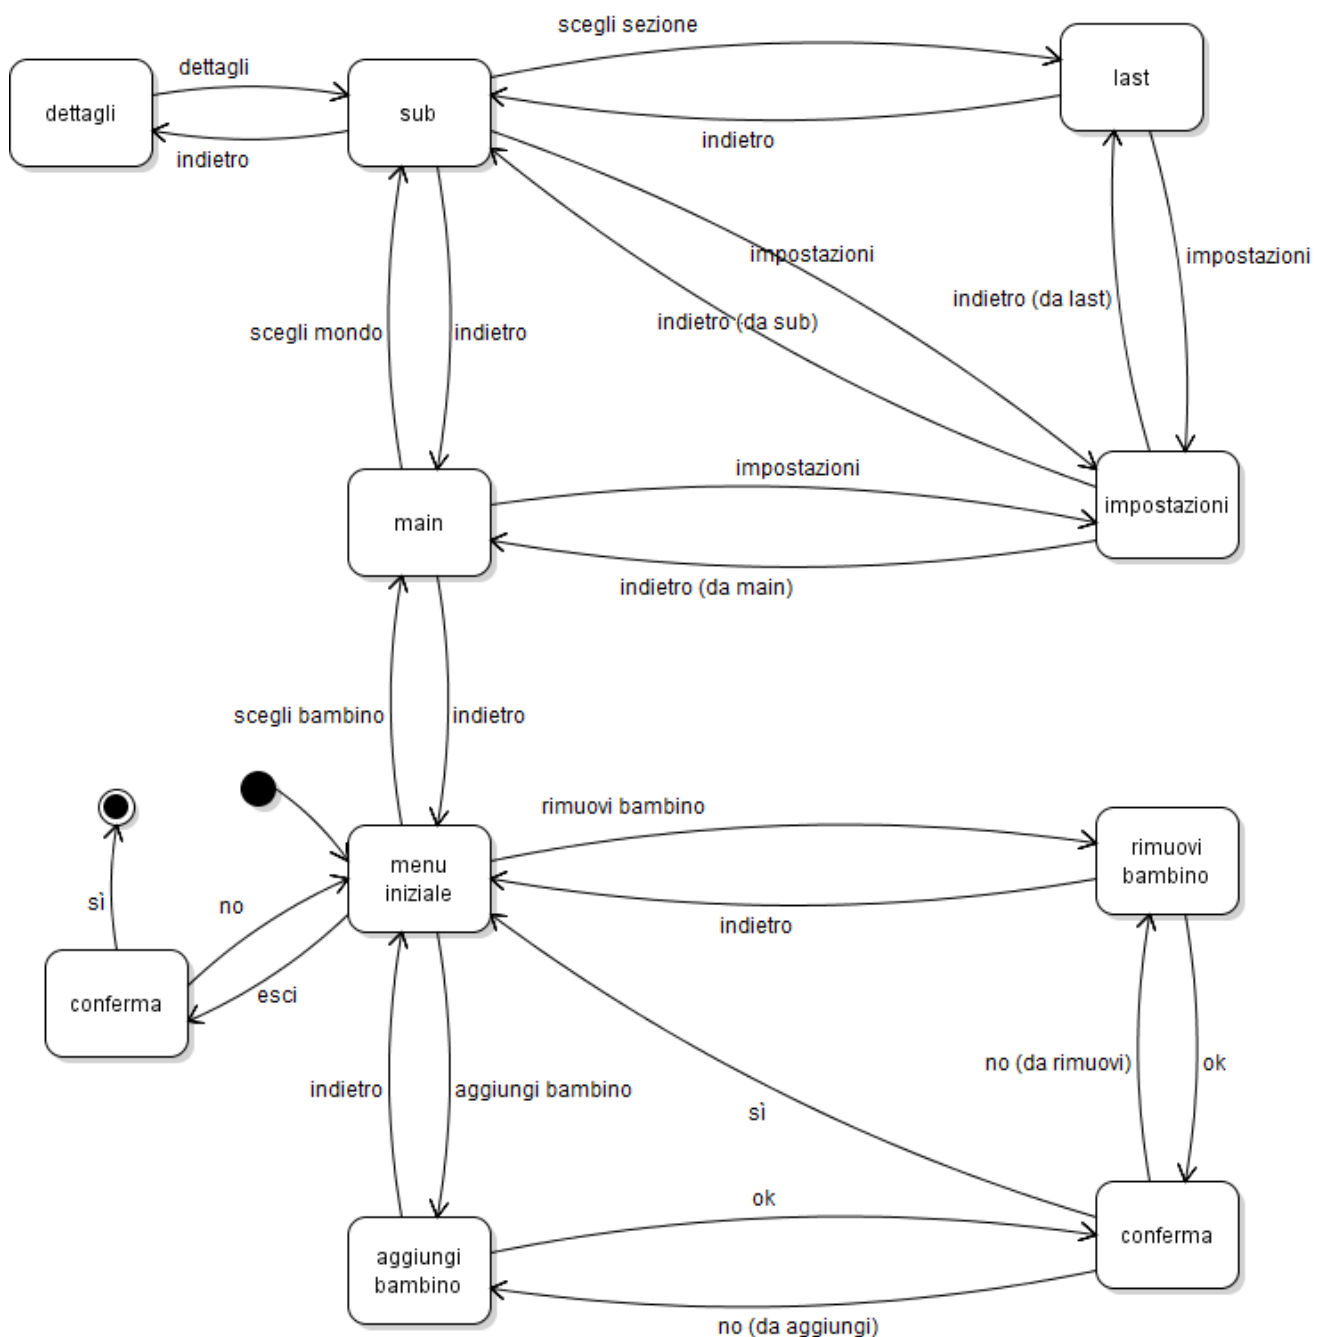 scegli sezione
dettagli
dettagli
sub
last
indietro
indietro
impostazioni
impostazioni
indietro (da last)
indietro (da sub)
scegli mondo
indietro
impostazioni
main
impostazioni
indietro (da main)
scegli bambino
indietro
rimuovi bambino
menu
iniziale
rimuovi
bambino
sì
no
indietro
esci
conferma
no (da rimuovi)
ok
indietro
aggiungi bambino
sì
ok
conferma
aggiungi
bambino
no (da aggiungi)